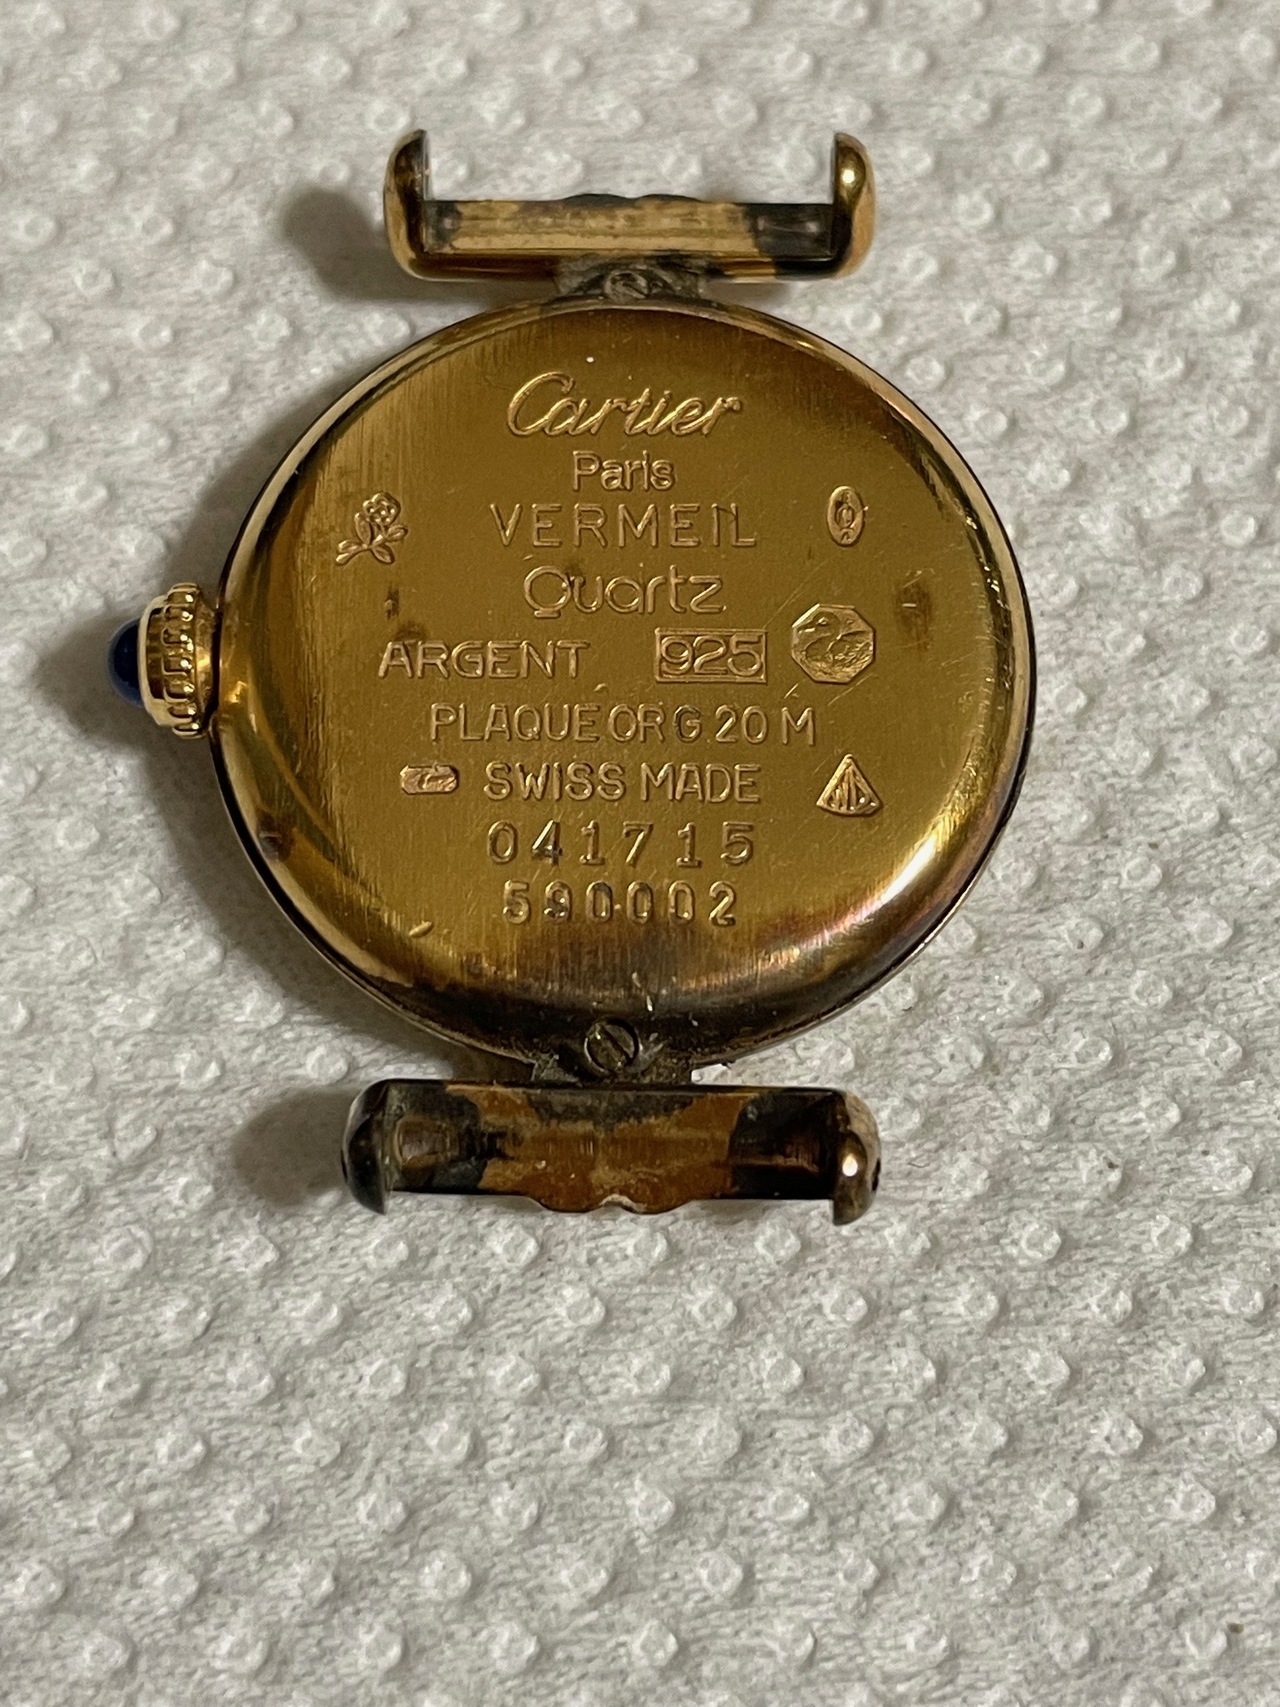 Cartier
Paris
VERMEIL
Quartz
ARGENT 925
PLAQUE OR G 20 M
SWISS MADE
041715
590002